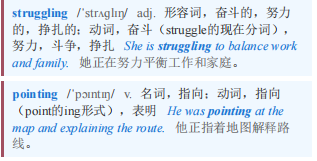 struggling /ˈstrʌɡlɪŋ/ adj. 形容词，奋斗的，努力
的，挣扎的；动词，奋斗（struggle的现在分词），
努力，斗争，挣扎 She is struggling to balance work
and family. 她正在努力平衡工作和家庭。
pointing /ˈpɔɪntɪŋ/ v. 名词，指向；动词，指向
（point的ing形式），表明 He was pointing at the
map and explaining the route. 他正指着地图解释路
线。